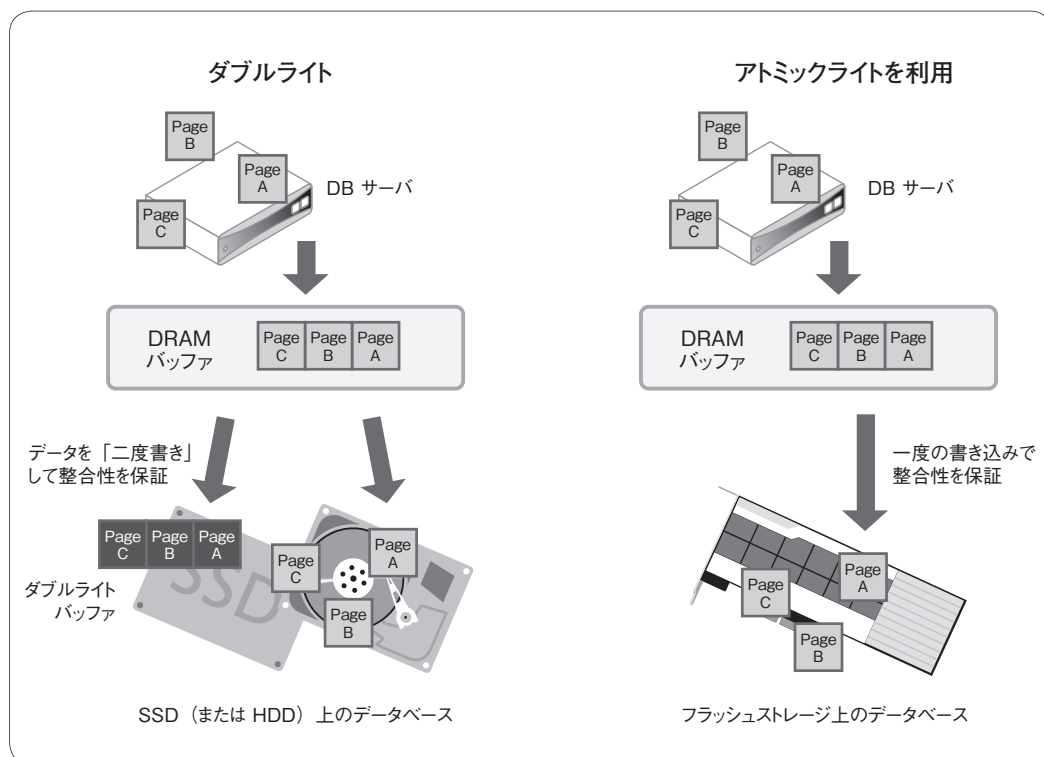 ダブルライト
Page
B
Page
A
Page
C
DB サーバ
DRAM
バッファ
Page
C
Page
B
Page
A
データを「二度書き」
して整合性を保証
Page
C
Page
B
Page
A
ダブルライト
バッファ
SSD
Page
C
Page
A
Page
B
SSD（または HDD）上のデータベース
アトミックライトを利用
Page
B
Page
A
Page
C
DB サーバ
DRAM
バッファ
Page
C
Page
B
Page
A
一度の書き込みで
整合性を保証
Page
A
Page
C
Page
B
フラッシュストレージ上のデータベース